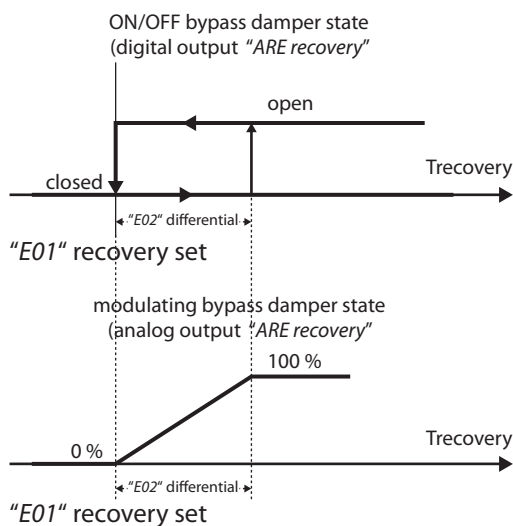 ON/OFF bypass damper state
(digital output "ARE recovery"
open
closed
Trecovery
"E02" differential
"E01" recovery set
modulating bypass damper state
(analog output "ARE recovery"
100 %
0 %
Trecovery
"E02" differential
"E01" recovery set